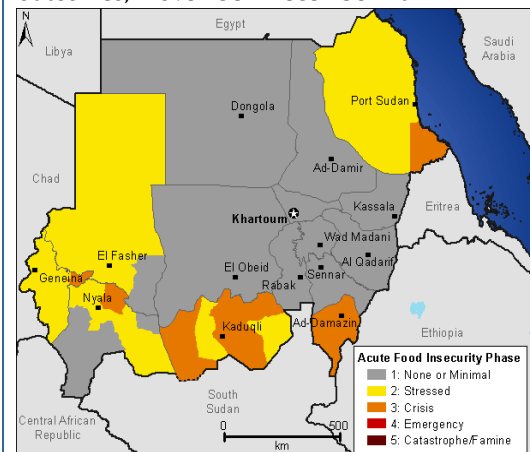 Egypt
N
Libya
Saudi
Arabia
Port Sudan
Dongola
Ad-Damir
Chad
Kassala
Khartoum
Eritrea
Wad Madani
El Fasher
Al Qadarif
El Obeid
Sennar
Geneina
Rabak
Nyala
Ad-Damazin
Kaduqli
Ethiopia
Acute Food Insecurity Phase
1: None or Minimal
2: Stressed
3: Crisis
4: Emergency
5: Catastrophe/Famine
South
Sudan
Central African
Republic
0 500
km